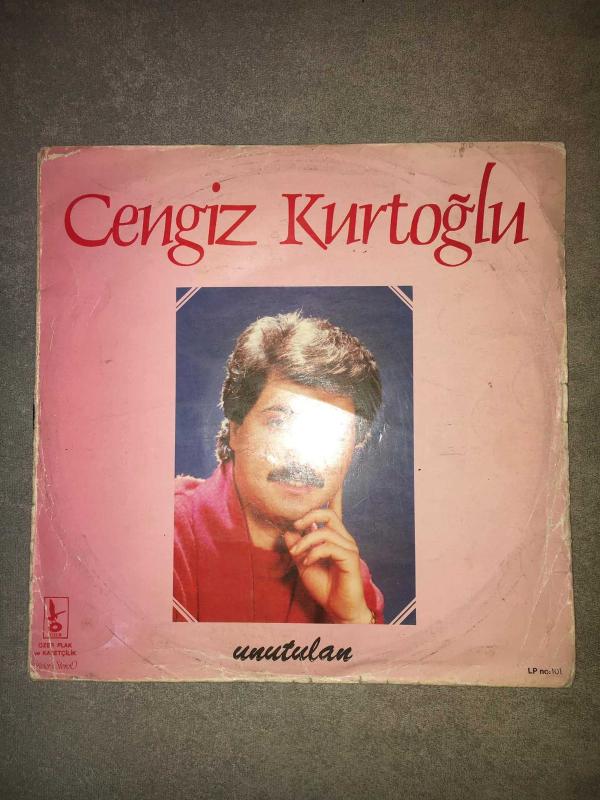 Cengiz Kurtoğlu
unutulan
ÖZER PLAK
ve KASETÇİLİK
LP no:101